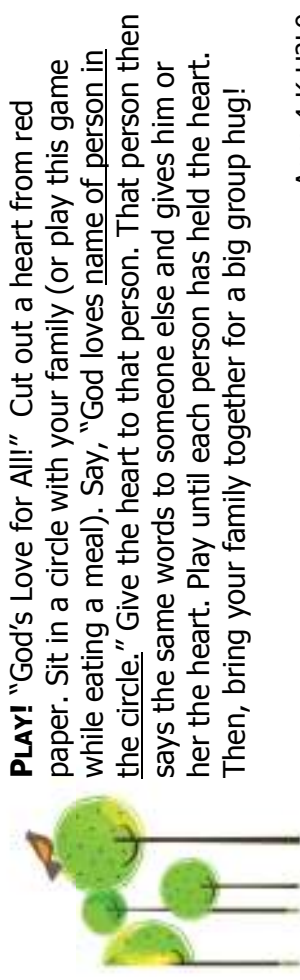 PLAY! “God’s Love for All!” Cut out a heart from red
paper. Sit in a circle with your family (or play this game
while eating a meal). Say, “God loves name of person in
the circle.” Give the heart to that person. That person then
says the same words to someone else and gives him or
her the heart. Play until each person has held the heart.
Then, bring your family together for a big group hug!